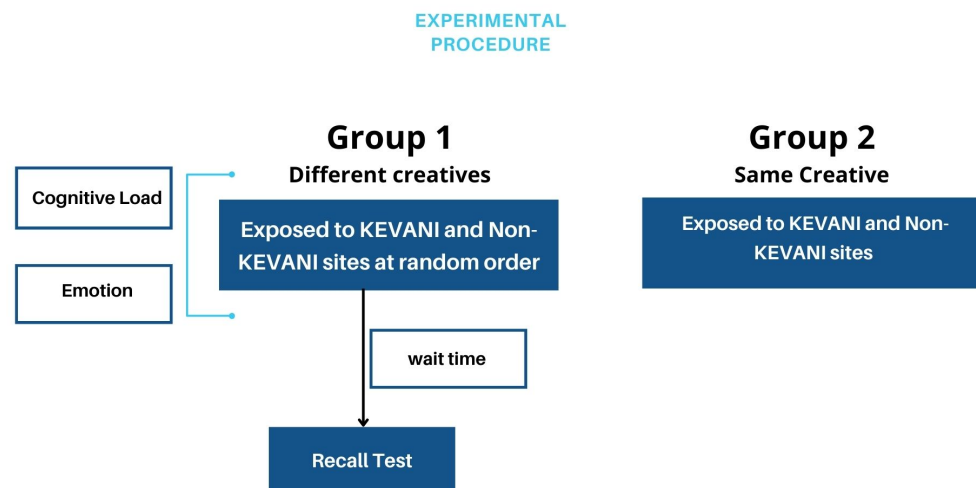 EXPERIMENTAL
PROCEDURE
Group 1
Different creatives
Cognitive Load
Emotion
Exposed to KEVANI and Non-
KEVANI sites at random order
wait time
Recall Test
Group 2
Same Creative
Exposed to KEVANI and Non-
KEVANI sites